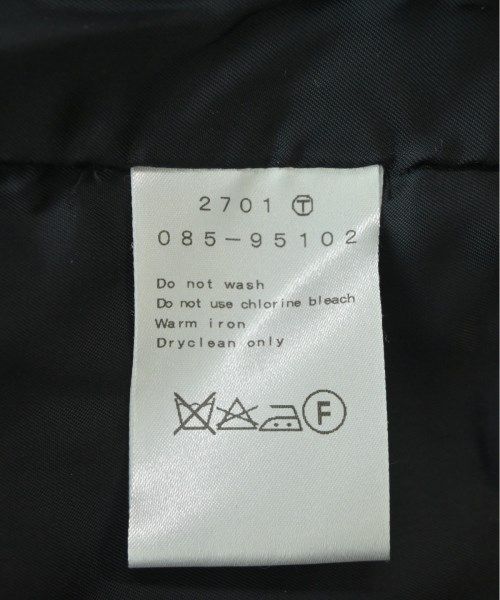 2701 Ⓣ
085-95102
Do not wash
Do not use chlorine bleach
Warm iron
Dryclean only
F